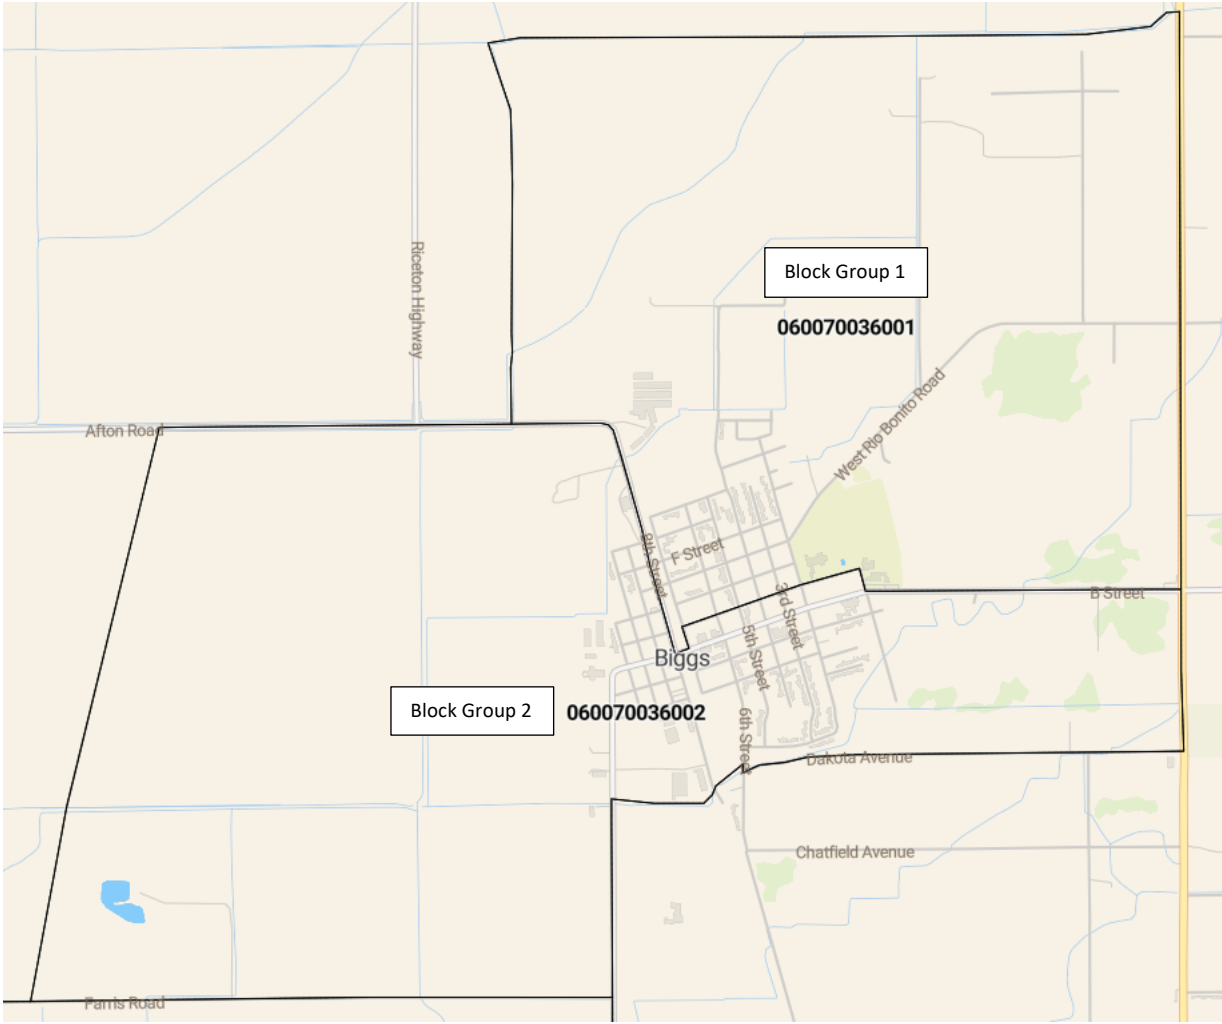 Riceton Highway
Block Group 1
060070036001
Afton Road
West Rio Bonito Road
F Street
8th Street
3rd Street
B Street
5th Street
Biggs
Block Group 2
060070036002
6th Street
Dakota Avenue
Chatfield Avenue
Farris Road